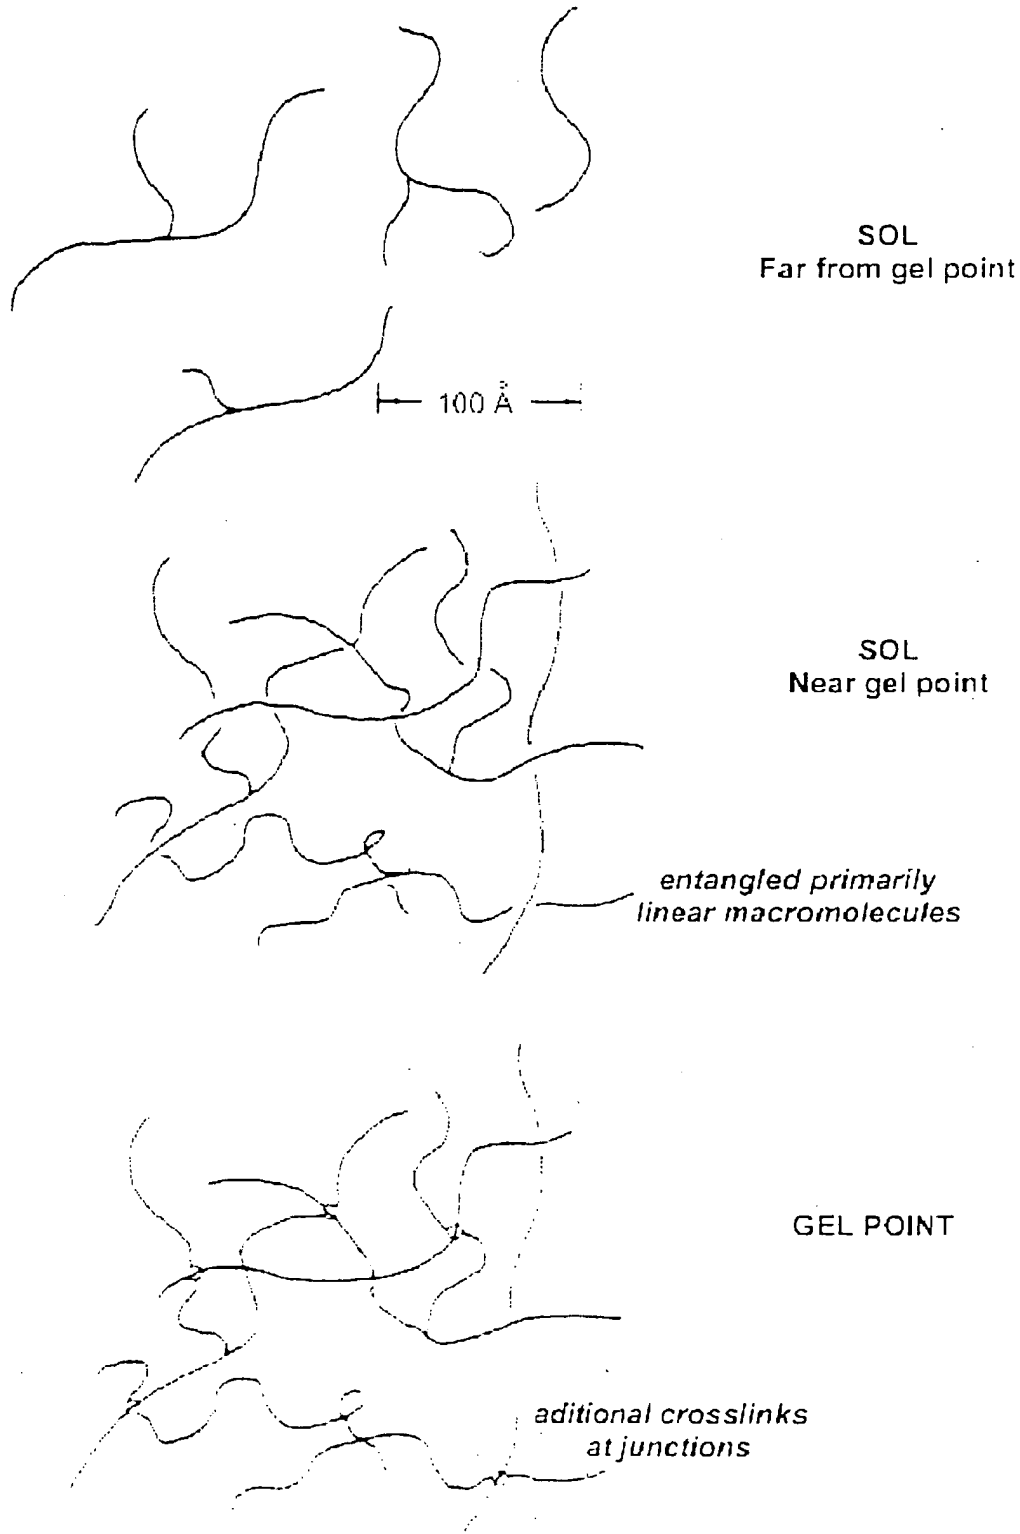 SOL
Far from gel point
100 Å
SOL
Near gel point
entangled primarily
linear macromolecules
GEL POINT
aditional crosslinks
at junctions